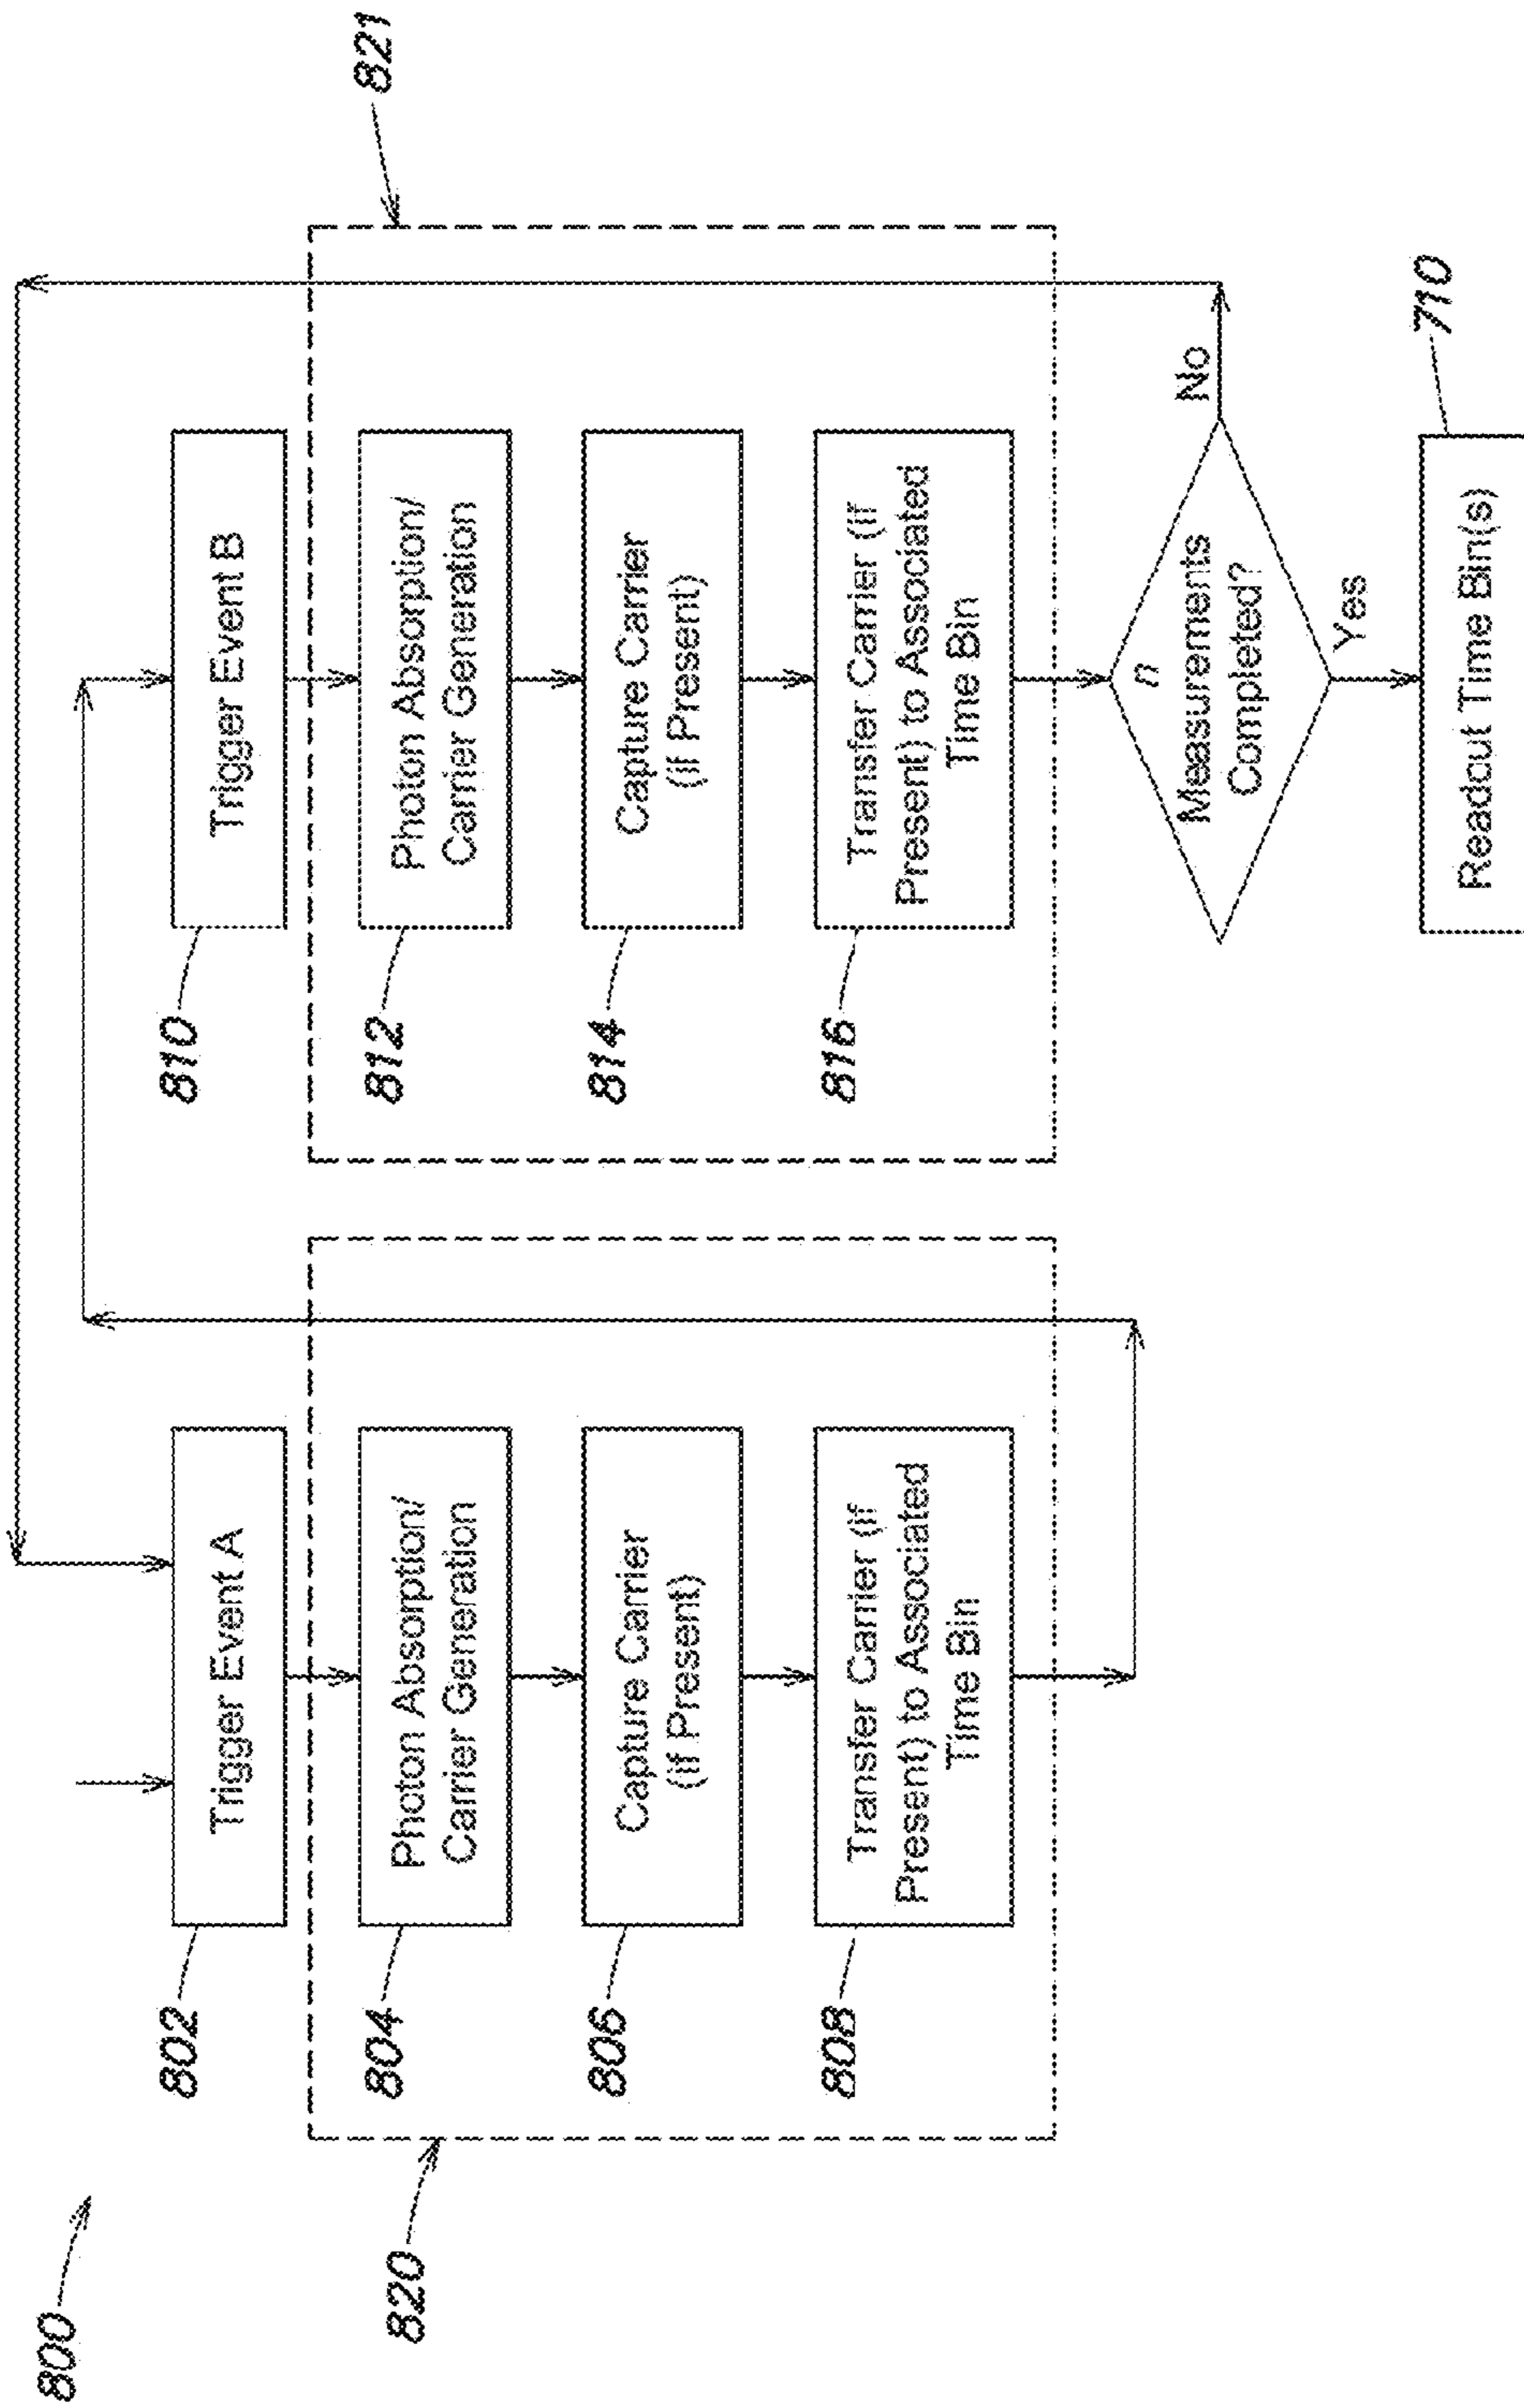 800
802
Trigger Event A
820
804
Photon Absorption/
Carrier Generation
806
Capture Carrier
(if Present)
808
Transfer Carrier (if
Present) to Associated
Time Bin
810
Trigger Event B
821
812
Photon Absorption/
Carrier Generation
814
Capture Carrier
(if Present)
816
Transfer Carrier (if
Present) to Associated
Time Bin
n
Measurements
Completed?
No
Yes
710
Readout Time Bin(s)